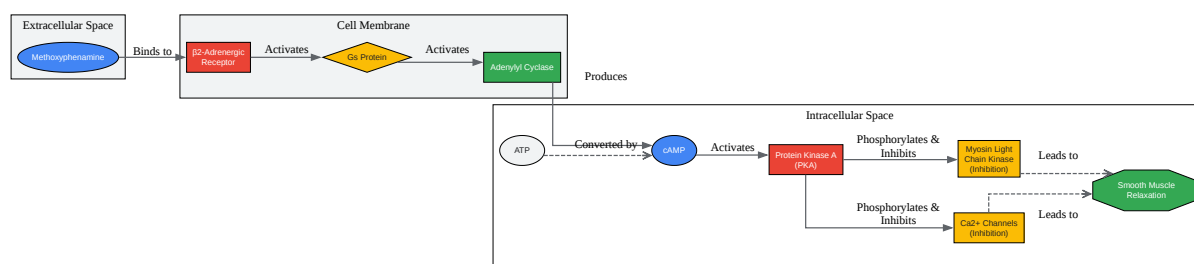 Extracellular Space
Methoxyphenamine
Binds to
Cell Membrane
β2-Adrenergic
Receptor
Activates
Gs Protein
Activates
Adenylyl Cyclase
Produces
Intracellular Space
ATP
Converted by
cAMP
Activates
Protein Kinase A
(PKA)
Phosphorylates &
Inhibits
Myosin Light
Chain Kinase
(Inhibition)
Leads to
Smooth Muscle
Relaxation
Phosphorylates &
Inhibits
Ca2+ Channels
(Inhibition)
Leads to